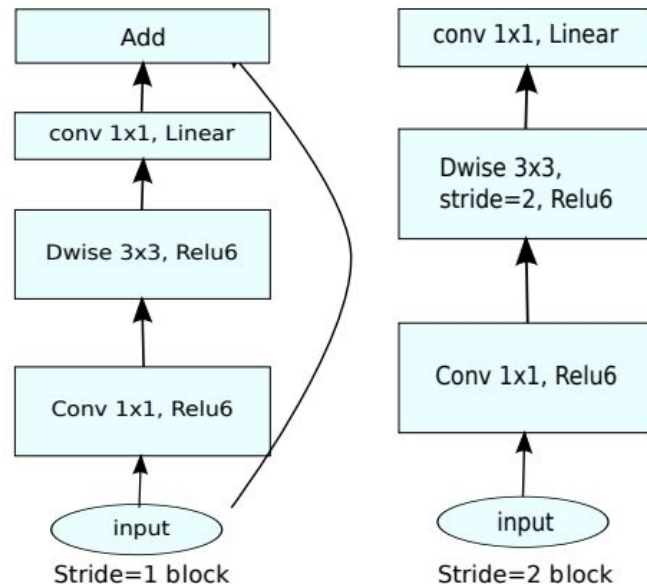 Add
conv 1x1, Linear
Dwise 3x3, Relu6
Conv 1x1, Relu6
input
Stride=1 block
conv 1x1, Linear
Dwise 3x3,
stride=2, Relu6
Conv 1x1, Relu6
input
Stride=2 block